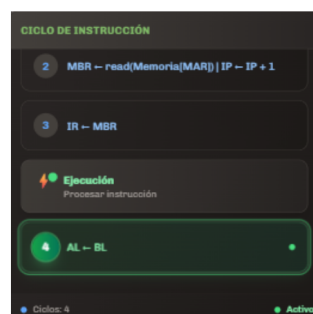 CICLO DE INSTRUCCIÓN
2 MBR ← read(Memoria[MAR]) | IP ← IP + 1
3 IR ← MBR
Ejecución
Procesar instrucción
4 AL ← BL
Ciclos: 4 Activo